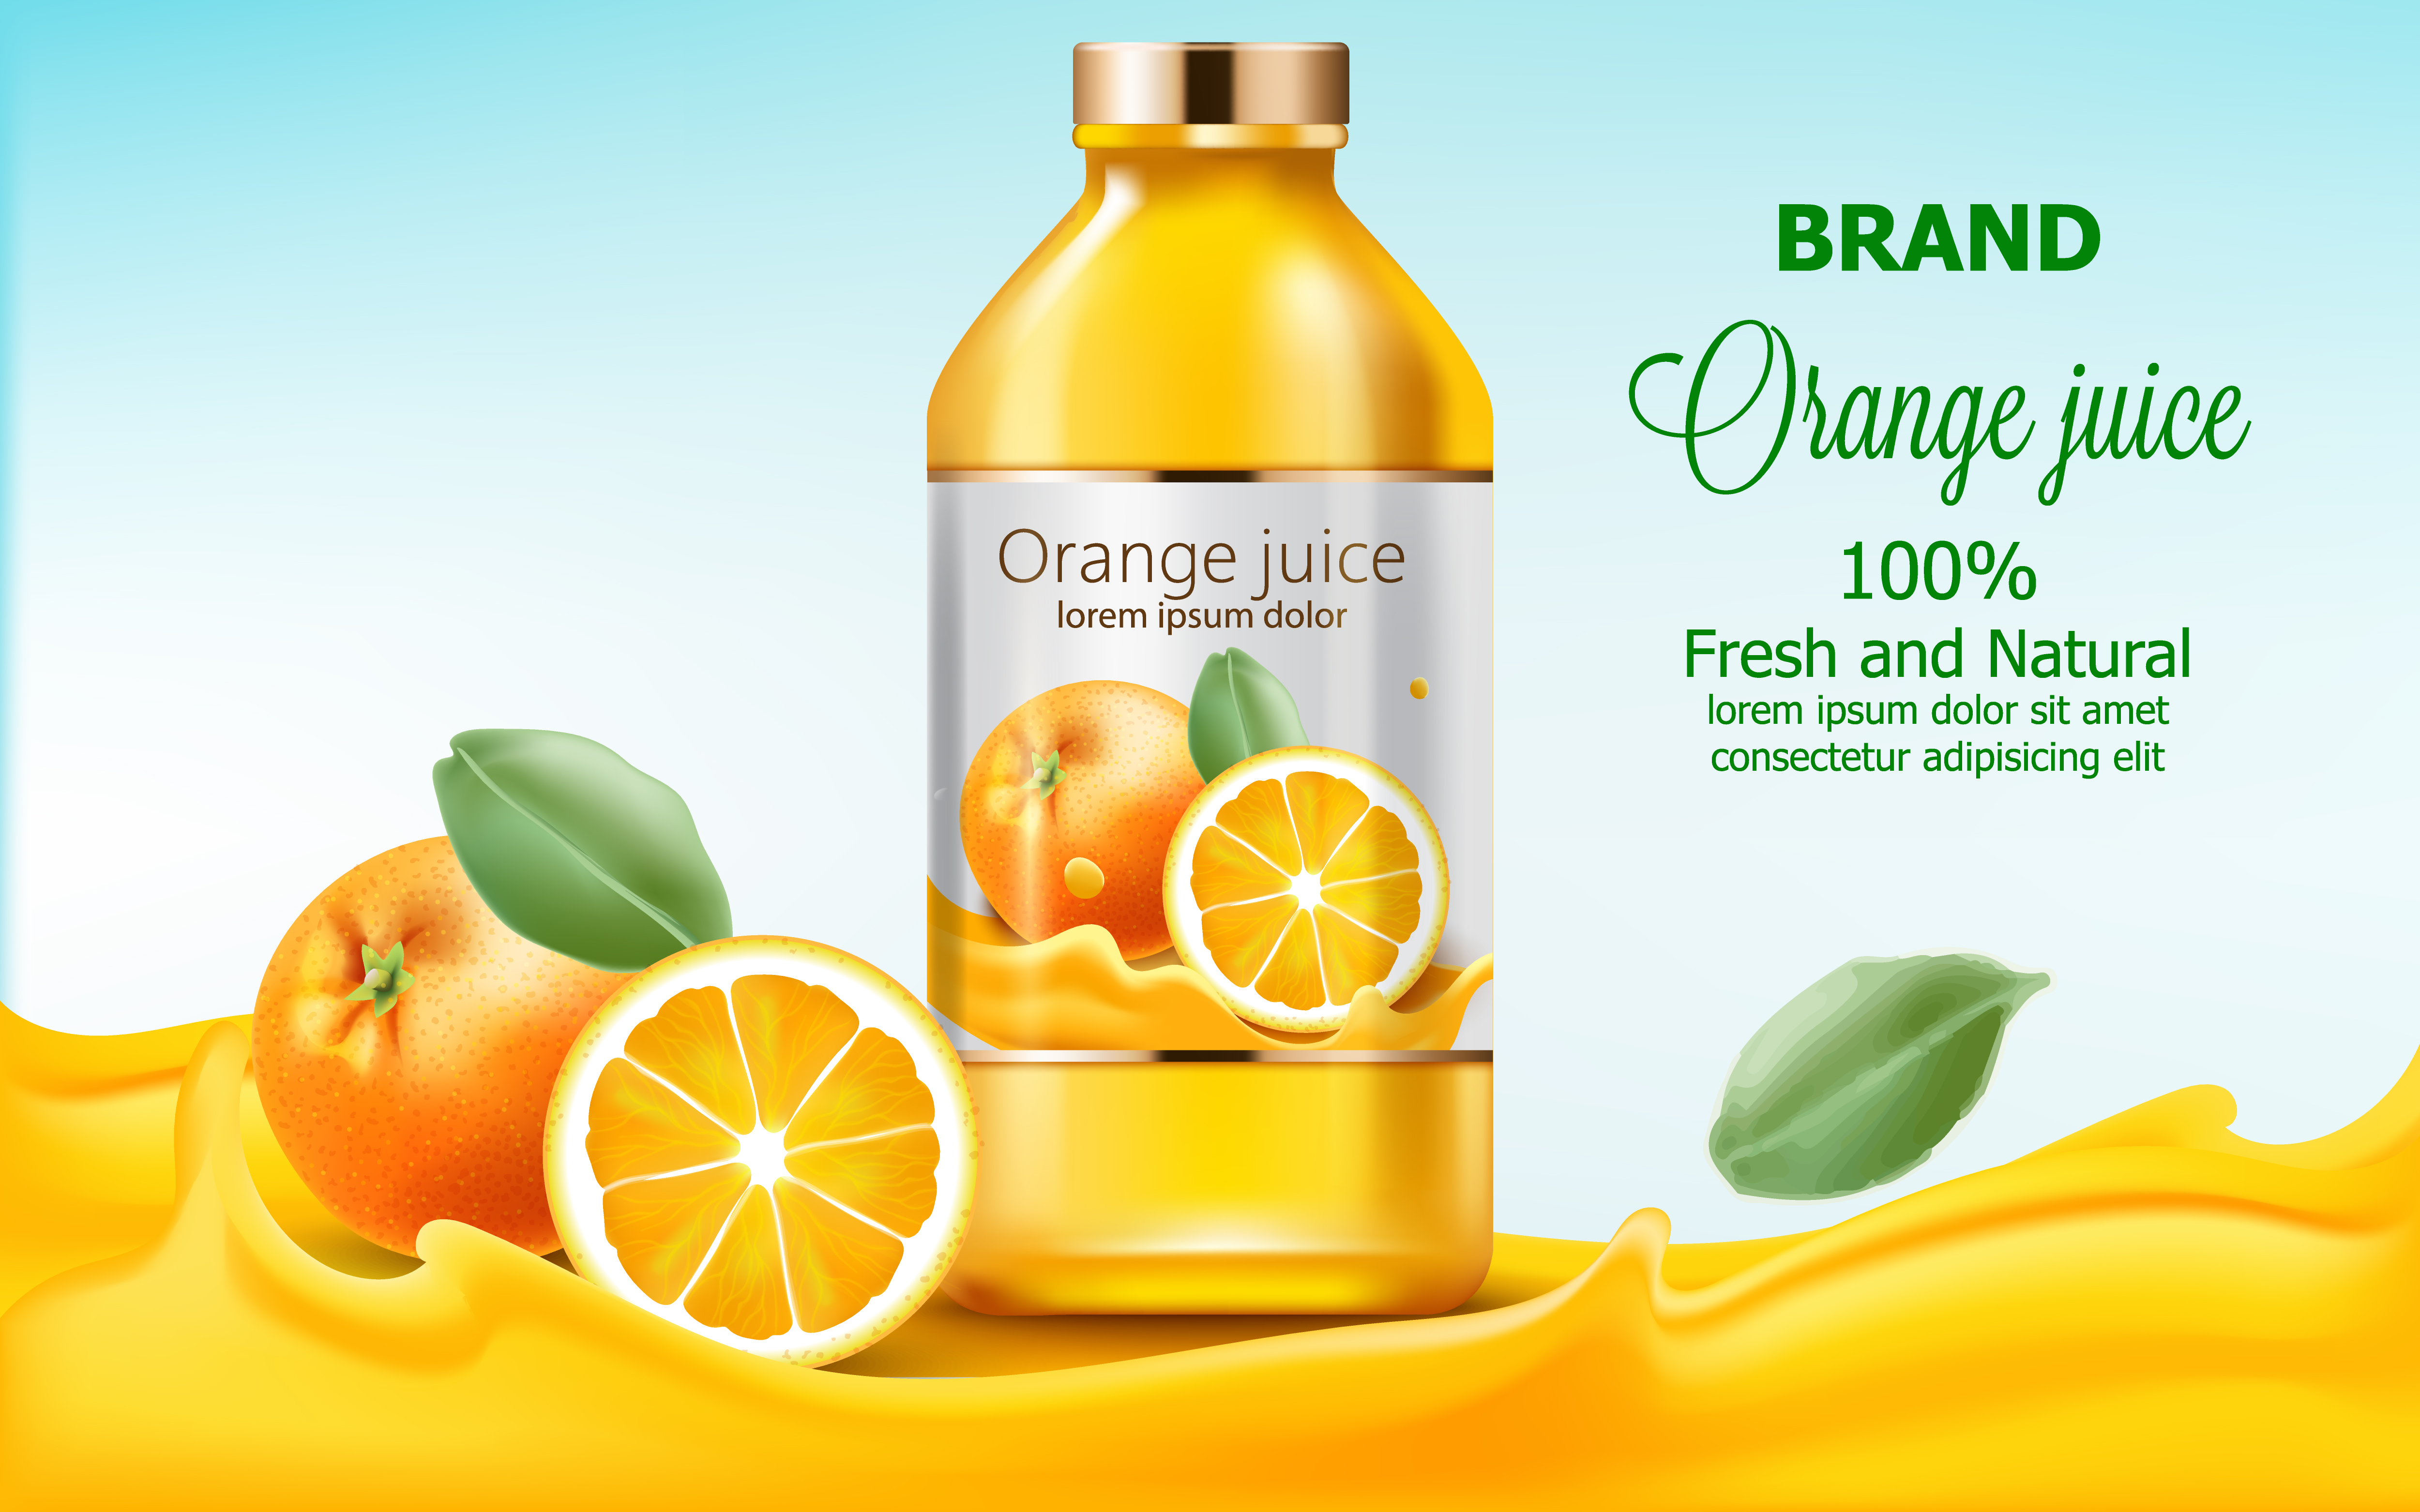 Orange juice
lorem ipsum dolor
BRAND
Orange juice
100%
Fresh and Natural
lorem ipsum dolor sit amet
consectetur adipisicing elit